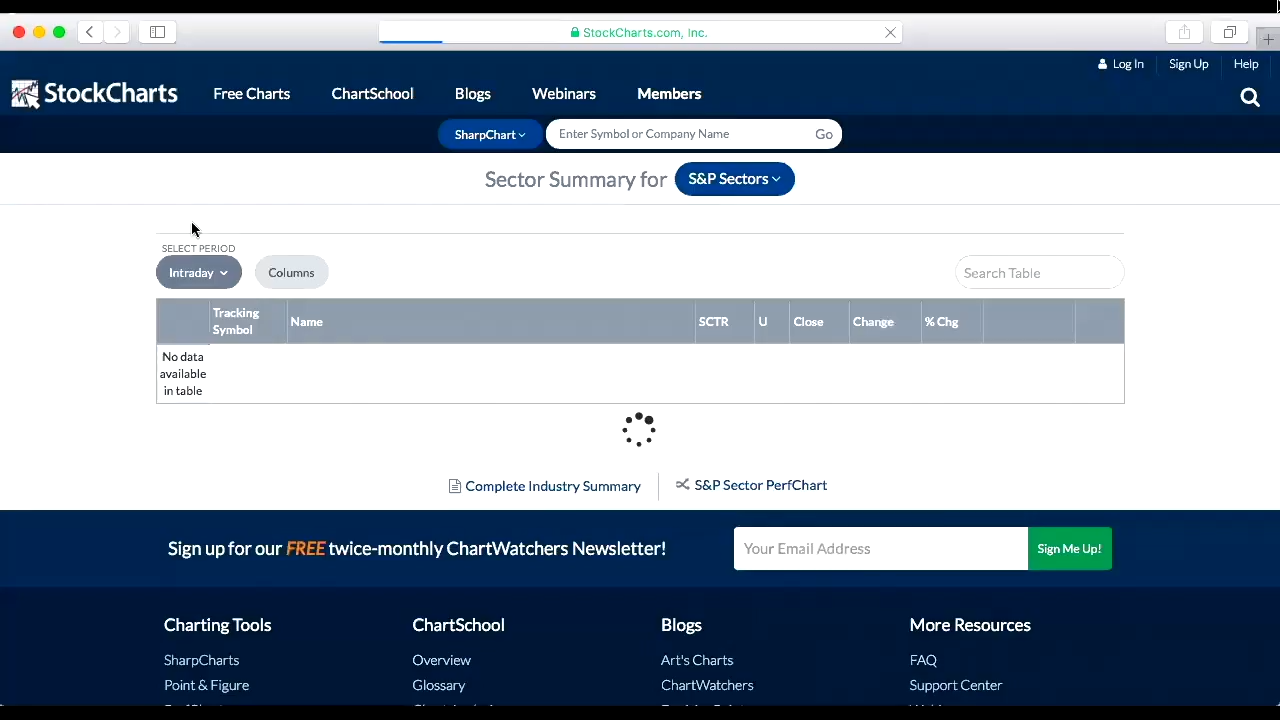 StockCharts.com, Inc.
Log In
Sign Up
Help
StockCharts
Free Charts
ChartSchool
Blogs
Webinars
Members
SharpChart
Enter Symbol or Company Name
Go
Sector Summary for
S&P Sectors
SELECT PERIOD
Intraday
Columns
Search Table
Tracking
Symbol
Name
SCTR
U
Close
Change
% Chg
No data
available
in table
Complete Industry Summary
S&P Sector PerfChart
Sign up for our FREE twice-monthly ChartWatchers Newsletter!
Your Email Address
Sign Me Up!
Charting Tools
ChartSchool
Blogs
More Resources
SharpCharts
Overview
Art's Charts
FAQ
Point & Figure
Glossary
ChartWatchers
Support Center